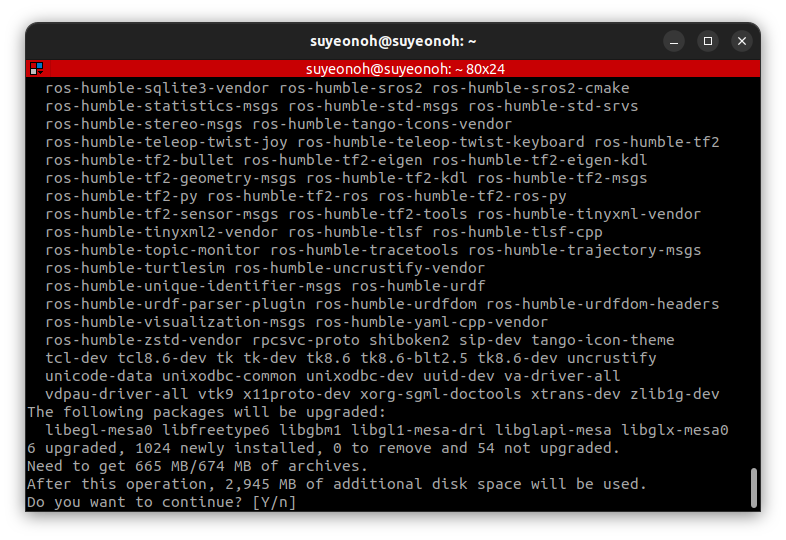 suyeonoh@suyeonoh: ~
suyeonoh@suyeonoh: ~ 80x24
ros-humble-sqlite3-vendor ros-humble-sros2 ros-humble-sros2-cmake
ros-humble-statistics-msgs ros-humble-std-msgs ros-humble-std-srvs
ros-humble-stereo-msgs ros-humble-tango-icons-vendor
ros-humble-teleop-twist-joy ros-humble-teleop-twist-keyboard ros-humble-tf2
ros-humble-tf2-bullet ros-humble-tf2-eigen ros-humble-tf2-eigen-kdl
ros-humble-tf2-geometry-msgs ros-humble-tf2-kdl ros-humble-tf2-msgs
ros-humble-tf2-py ros-humble-tf2-ros ros-humble-tf2-ros-py
ros-humble-tf2-sensor-msgs ros-humble-tf2-tools ros-humble-tinyxml-vendor
ros-humble-tinyxml2-vendor ros-humble-tlsf ros-humble-tlsf-cpp
ros-humble-topic-monitor ros-humble-tracetools ros-humble-trajectory-msgs
ros-humble-turtlesim ros-humble-uncrustify-vendor
ros-humble-unique-identifier-msgs ros-humble-urdf
ros-humble-urdf-parser-plugin ros-humble-urdfdom ros-humble-urdfdom-headers
ros-humble-visualization-msgs ros-humble-yaml-cpp-vendor
ros-humble-zstd-vendor rpcsvc-proto shiboken2 sip-dev tango-icon-theme
tcl-dev tcl8.6-dev tk tk-dev tk8.6 tk8.6-blt2.5 tk8.6-dev uncrustify
unicode-data unixodbc-common unixodbc-dev uuid-dev va-driver-all
vdpau-driver-all vtk9 x11proto-dev xorg-sgml-doctools xtrans-dev zlib1g-dev
The following packages will be upgraded:
libegl-mesa0 libfreetype6 libgbm1 libgl1-mesa-dri libglapi-mesa libglx-mesa0
6 upgraded, 1024 newly installed, 0 to remove and 54 not upgraded.
Need to get 665 MB/674 MB of archives.
After this operation, 2,945 MB of additional disk space will be used.
Do you want to continue? [Y/n]